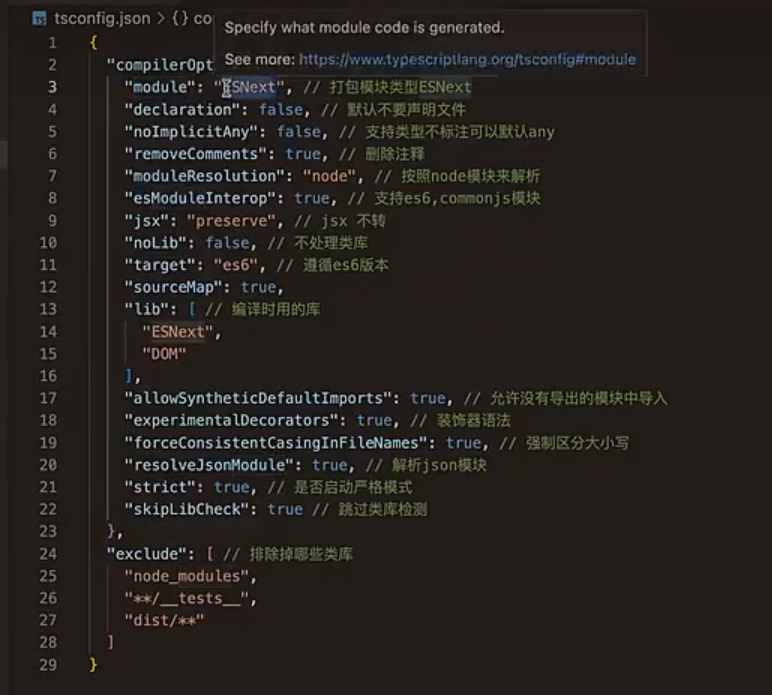 TS tsconfig.json > {} co
Specify what module code is generated.
See more: https://www.typescriptlang.org/tsconfig#module
1 {
2 "compilerOpt
3 "module": "ESNext", // 打包模块类型ESNext
4 "declaration": false, // 默认不要声明文件
5 "noImplicitAny": false, // 支持类型不标注可以默认any
6 "removeComments": true, // 删除注释
7 "moduleResolution": "node", // 按照node模块来解析
8 "esModuleInterop": true, // 支持es6,commonjs模块
9 "jsx": "preserve", // jsx 不转
10 "noLib": false, // 不处理类库
11 "target": "es6", // 遵循es6版本
12 "sourceMap": true,
13 "lib": [ // 编译时用的库
14 "ESNext",
15 "DOM"
16 ],
17 "allowSyntheticDefaultImports": true, // 允许没有导出的模块中导入
18 "experimentalDecorators": true, // 装饰器语法
19 "forceConsistentCasingInFileNames": true, // 强制区分大小写
20 "resolveJsonModule": true, // 解析json模块
21 "strict": true, // 是否启动严格模式
22 "skipLibCheck": true // 跳过类库检测
23 },
24 "exclude": [ // 排除掉哪些类库
25 "node_modules",
26 "**/__tests__",
27 "dist/**"
28 ]
29 }